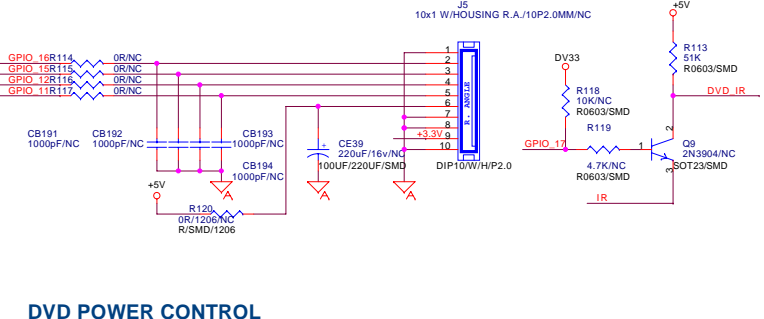 J5
10x1 W/HOUSING R.A./10P2.0MM/NC
+5V
GPIO_16 R114 0R/NC
GPIO_15 R115 0R/NC
GPIO_12 R116 0R/NC
GPIO_11 R117 0R/NC
1
2
3
4
5
6
7
8
+3.3V 9
10
R. ANGLE
DIP10/W/H/P2.0
DV33
R118
10K/NC
R0603/SMD
R113
51K
R0603/SMD
DVD_IR
R119
GPIO_17
4.7K/NC
R0603/SMD
1
2
3
Q9
2N3904/NC
SOT23/SMD
IR
CB191
1000pF/NC
CB192
1000pF/NC
CB193
1000pF/NC
CB194
1000pF/NC
+
CE39
220uF/16v/NC
100UF/220UF/SMD
A
A
A
+5V
R120
0R/1206/NC
R/SMD/1206
DVD POWER CONTROL